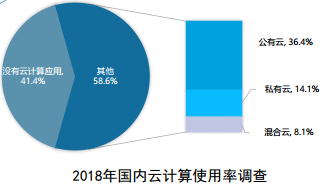 没有云计算应用,
41.4%
其他
58.6%
公有云, 36.4%
私有云, 14.1%
混合云, 8.1%
2018年国内云计算使用率调查